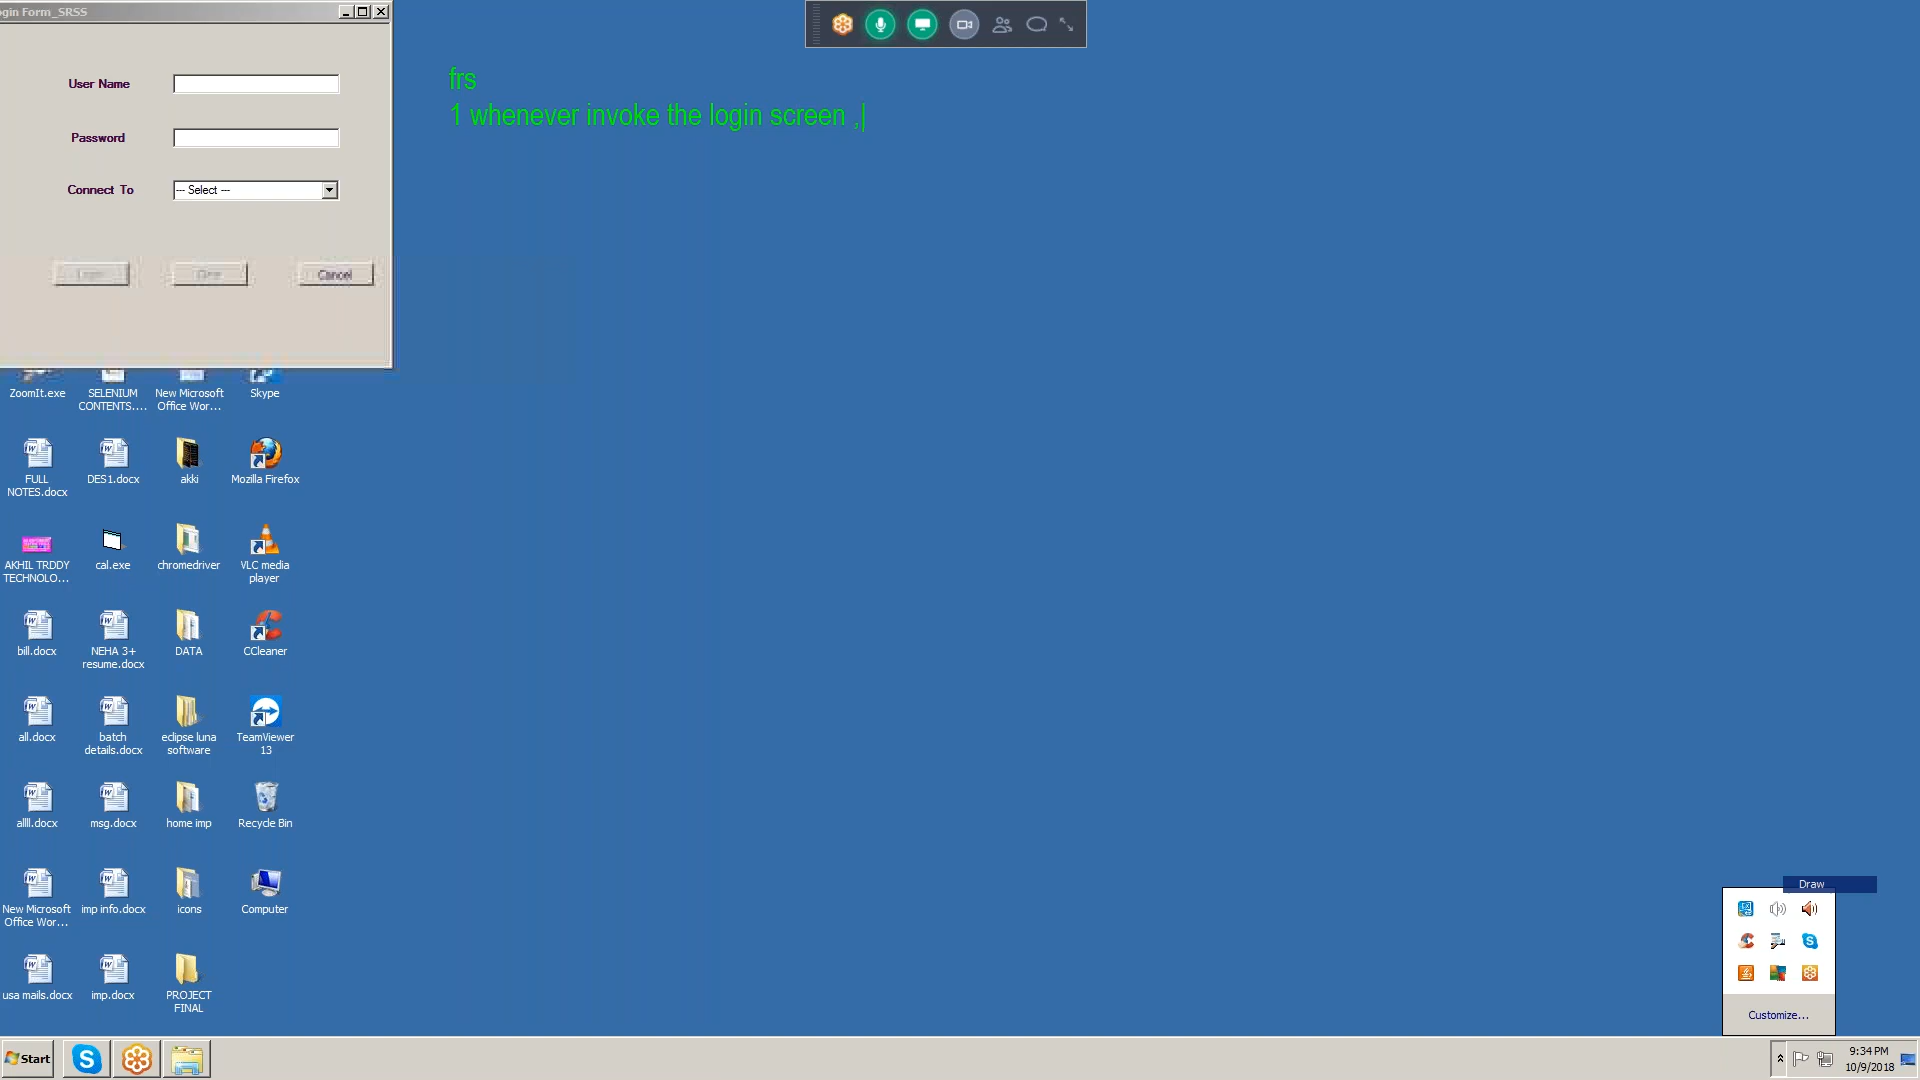 gin Form_SRSS
User Name
Password
Connect To
--- Select ---
Cancel
frs
1 whenever invoke the login screen ,
ZoomIt.exe
SELENIUM
CONTENTS....
New Microsoft
Office Wor...
Skype
FULL
NOTES.docx
DES1.docx
akki
Mozilla Firefox
AKHIL TRDDY
TECHNOLO...
cal.exe
chromedriver
VLC media
player
bill.docx
NEHA 3+
resume.docx
DATA
CCleaner
all.docx
batch
details.docx
eclipse luna
software
TeamViewer
13
allll.docx
msg.docx
home imp
Recycle Bin
New Microsoft
Office Wor...
imp info.docx
icons
Computer
usa mails.docx
imp.docx
PROJECT
FINAL
Draw
Customize...
Start
9:34 PM
10/9/2018